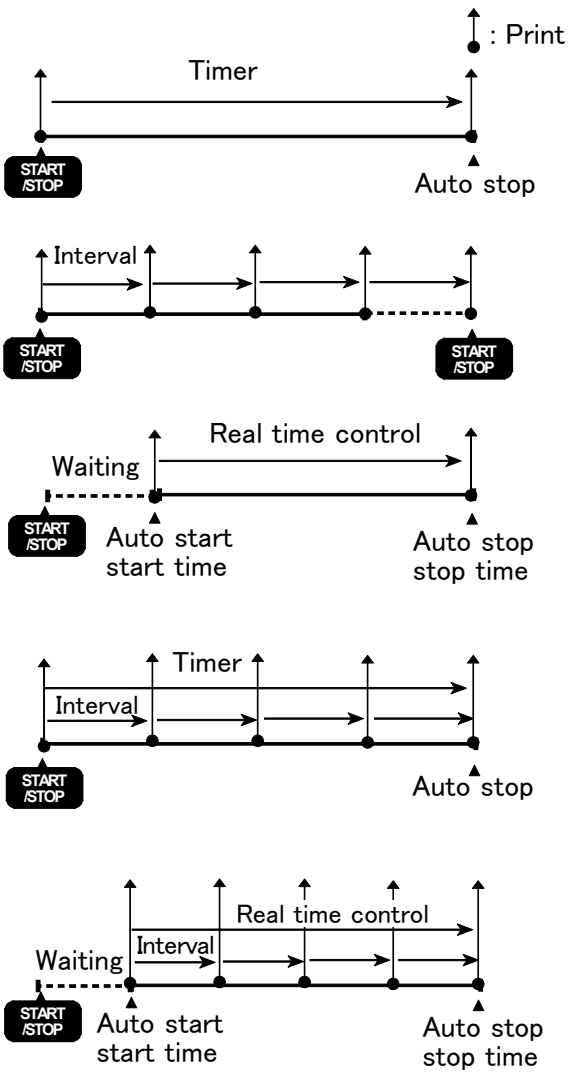 : Print
Timer
START
/STOP
Auto stop
Interval
START
/STOP
START
/STOP
Real time control
Waiting
START
/STOP
Auto start
start time
Auto stop
stop time
Timer
Interval
START
/STOP
Auto stop
Real time control
Interval
Waiting
START
/STOP
Auto start
start time
Auto stop
stop time